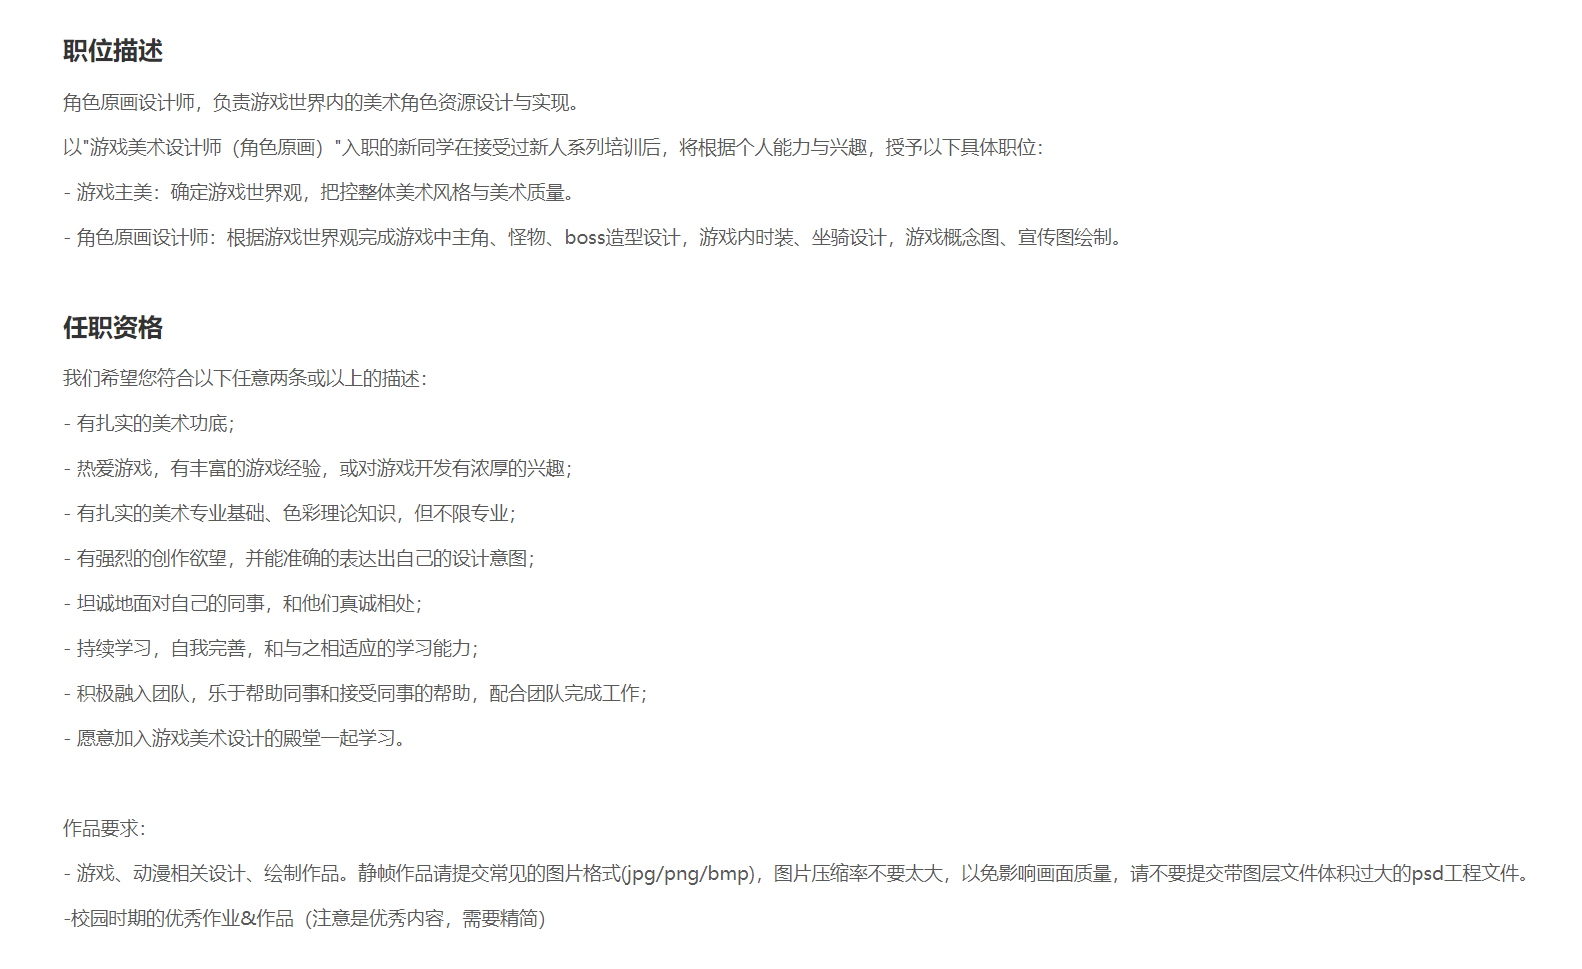 职位描述
角色原画设计师，负责游戏世界内的美术角色资源设计与实现。
以"游戏美术设计师（角色原画）"入职的新同学在接受过新人系列培训后，将根据个人能力与兴趣，授予以下具体职位：
- 游戏主美：确定游戏世界观，把控整体美术风格与美术质量。
- 角色原画设计师：根据游戏世界观完成游戏中主角、怪物、boss造型设计，游戏内时装、坐骑设计，游戏概念图、宣传图绘制。
任职资格
我们希望您符合以下任意两条或以上的描述：
- 有扎实的美术功底；
- 热爱游戏，有丰富的游戏经验，或对游戏开发有浓厚的兴趣；
- 有扎实的美术专业基础、色彩理论知识，但不限专业；
- 有强烈的创作欲望，并能准确的表达出自己的设计意图；
- 坦诚地面对自己的同事，和他们真诚相处；
- 持续学习，自我完善，和与之相适应的学习能力；
- 积极融入团队，乐于帮助同事和接受同事的帮助，配合团队完成工作；
- 愿意加入游戏美术设计的殿堂一起学习。
作品要求：
- 游戏、动漫相关设计、绘制作品。静帧作品请提交常见的图片格式(jpg/png/bmp)，图片压缩率不要太大，以免影响画面质量，请不要提交带图层文件体积过大的psd工程文件。
-校园时期的优秀作业&作品（注意是优秀内容，需要精简）